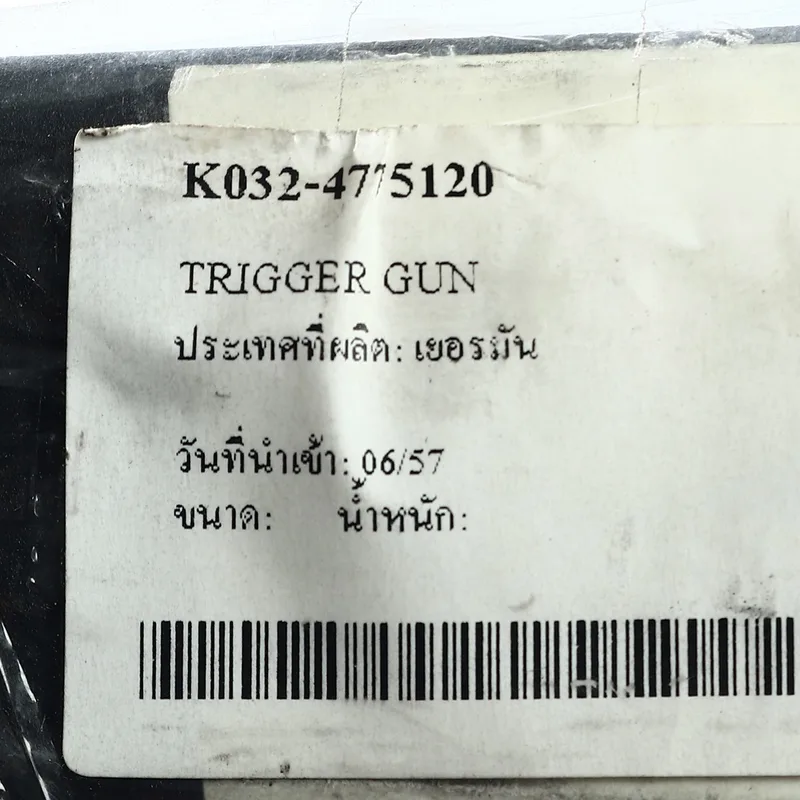 K032-4775120
TRIGGER GUN
ประเทศที่ผลิต: เยอรมัน
วันที่นำเข้า: 06/57
ขนาด: น้ำหนัก: